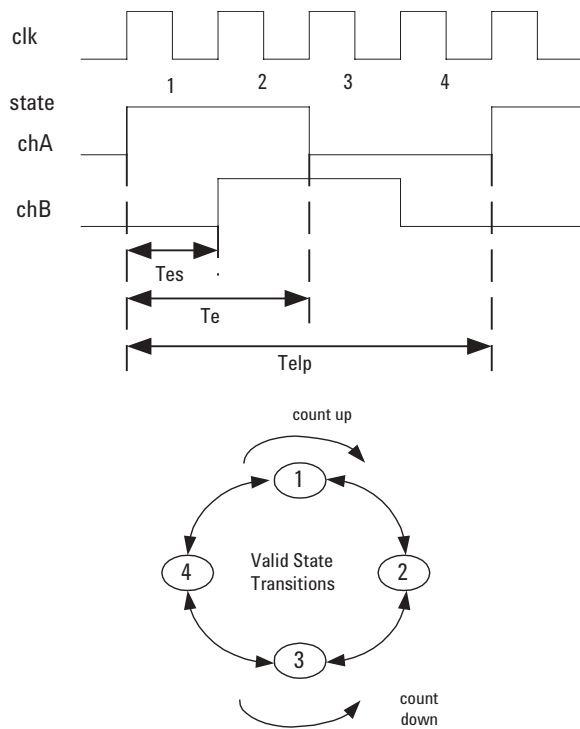 clk
1 2 3 4
state
chA
chB
Tes
Te
Telp
count up
1
4
Valid State
Transitions
2
3
count
down